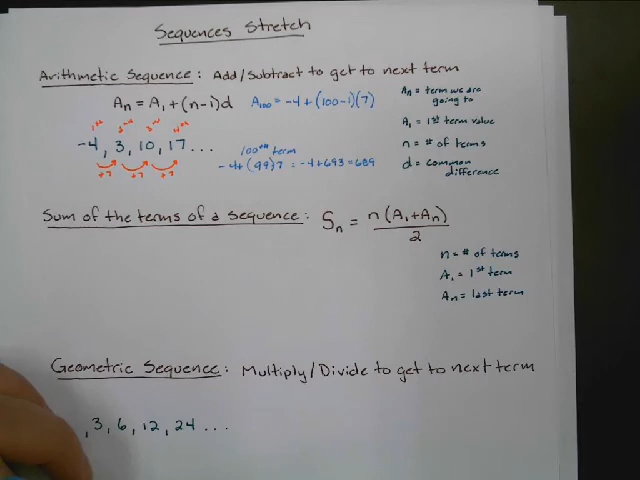 Sequences Stretch
Arithmetic Sequence: Add/Subtract to get to next term
An = A1 + (n-1)d
A100 = -4 + (100-1)(7)
An = term we are
going to
A1 = 1st term value
n = # of terms
d = common
difference
1st 2nd 3rd 4th
-4, 3, 10, 17 ...
+7 +7 +7
100th term
-4+(99)7 = -4+693 = 689
Sum of the terms of a sequence: Sn = n(A1+An)
2
n = # of terms
A1 = 1st term
An = last term
Geometric Sequence: Multiply/Divide to get to next term
, 3, 6, 12, 24 ...